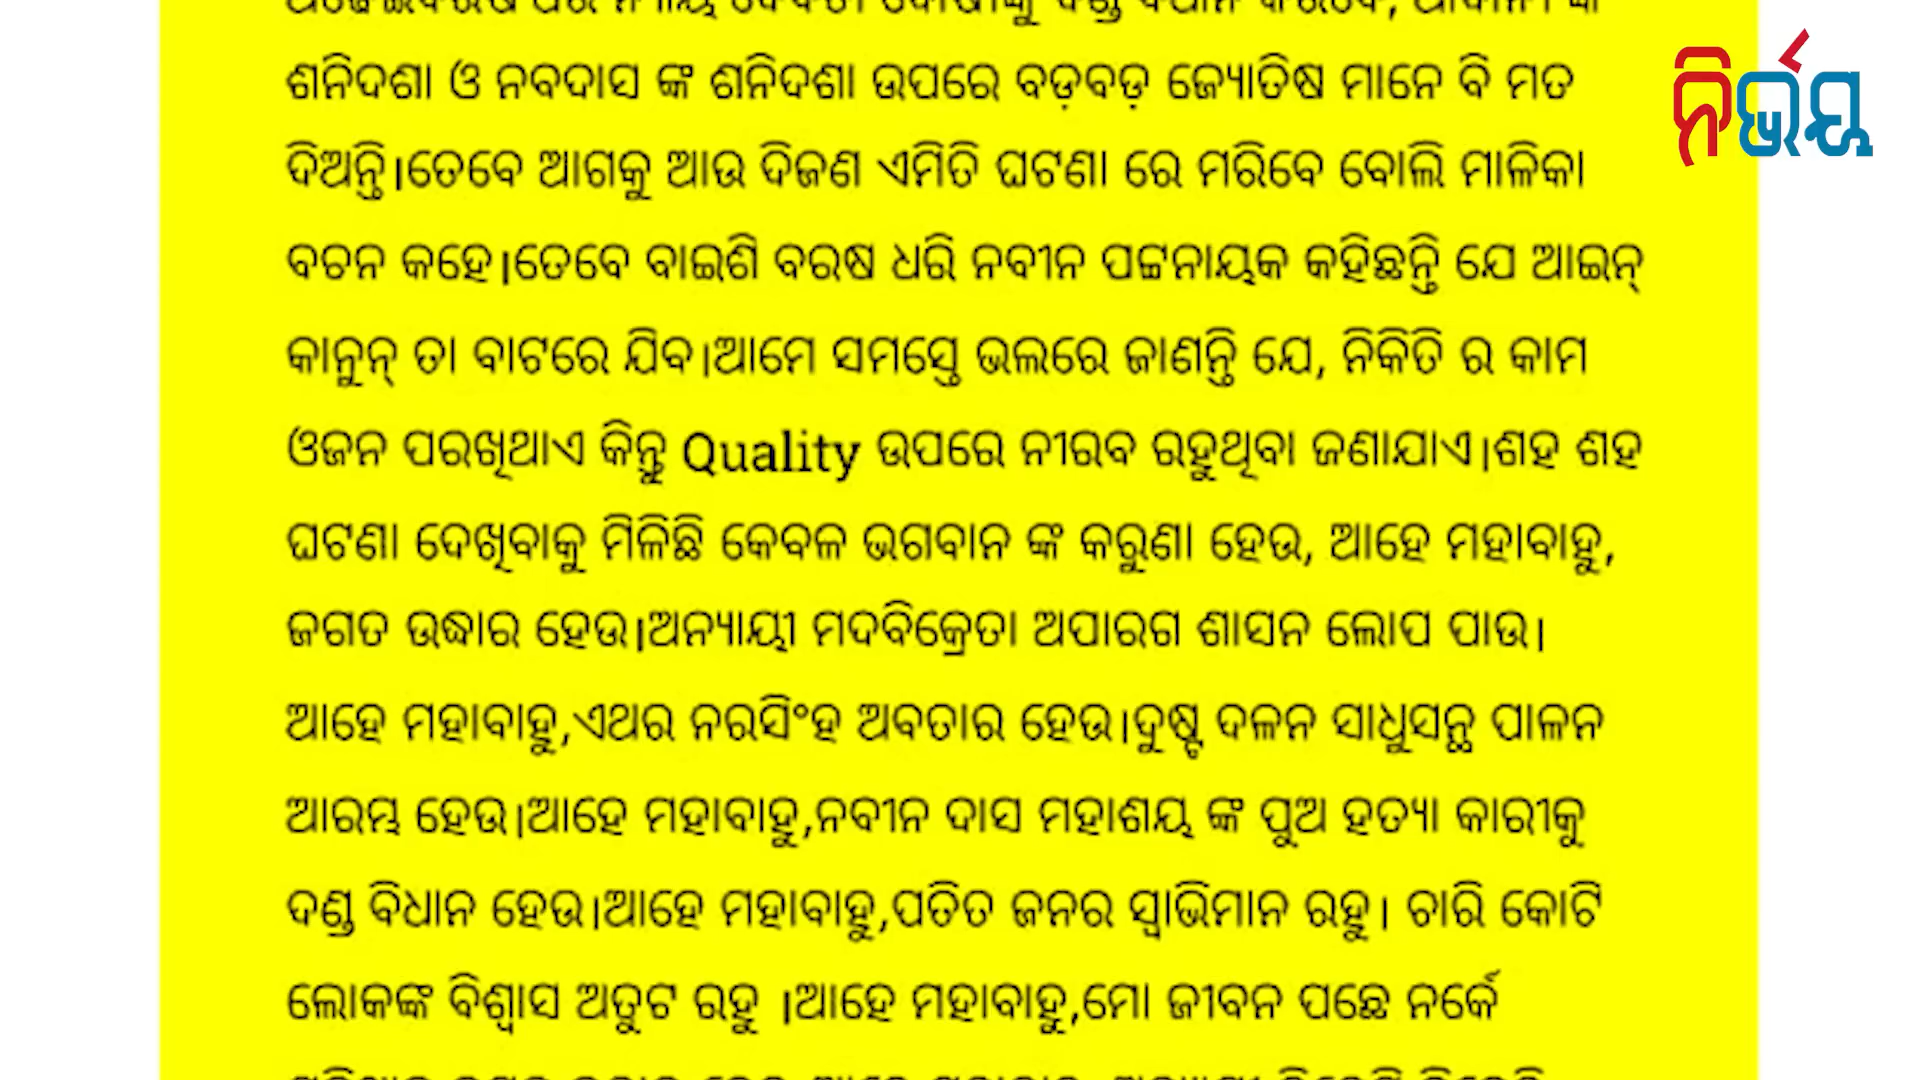 ଶନିଦଶା ଓ ନବଦାସ ଙ୍କ ଶନିଦଶା ଉପରେ ବଡ଼ବଡ଼ ଜ୍ୟୋତିଷ ମାନେ ବି ମତ
ନିର୍ଭୟ
ଦିଅନ୍ତି।ତେବେ ଆଗକୁ ଆଉ ଦିଜଣ ଏମିତି ଘଟଣା ରେ ମରିବେ ବୋଲି ମାଳିକା
ବଚନ କହେ।ତେବେ ବାଇଶି ବରଷ ଧରି ନବୀନ ପଟ୍ଟନାୟକ କହିଛନ୍ତି ଯେ ଆଇନ୍
କାନୁନ୍ ତା ବାଟରେ ଯିବ।ଆମେ ସମସ୍ତେ ଭଲରେ ଜାଣନ୍ତି ଯେ, ନିକିତି ର କାମ
ଓଜନ ପରଖିଥାଏ କିନ୍ତୁ Quality ଉପରେ ନୀରବ ରହୁଥିବା ଜଣାଯାଏ।ଶହ ଶହ
ଘଟଣା ଦେଖିବାକୁ ମିଳିଛି କେବଳ ଭଗବାନ ଙ୍କ କରୁଣା ହେଉ, ଆହେ ମହାବାହୁ,
ଜଗତ ଉଦ୍ଧାର ହେଉ।ଅନ୍ୟାୟୀ ମଦବିକ୍ରେତା ଅପାରଗ ଶାସନ ଲୋପ ପାଉ।
ଆହେ ମହାବାହୁ,ଏଥର ନରସିଂହ ଅବତାର ହେଉ।ଦୁଷ୍ଟ ଦଳନ ସାଧୁସନ୍ଥ ପାଳନ
ଆରମ୍ଭ ହେଉ।ଆହେ ମହାବାହୁ,ନବୀନ ଦାସ ମହାଶୟ ଙ୍କ ପୁଅ ହତ୍ୟା କାରୀକୁ
ଦଣ୍ଡ ବିଧାନ ହେଉ।ଆହେ ମହାବାହୁ,ପତିତ ଜନର ସ୍ୱାଭିମାନ ରହୁ। ଚାରି କୋଟି
ଲୋକଙ୍କ ବିଶ୍ୱାସ ଅତୁଟ ରହୁ ।ଆହେ ମହାବାହୁ,ମୋ ଜୀବନ ପଛେ ନର୍କେ